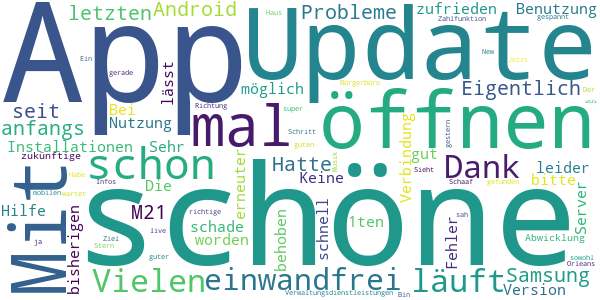 App
Update
schöne
öffnen
Mit
schon
mal
Vielen
einwandfrei
läuft
Dank
letzten
Android
Probleme
zufrieden
Benutzung
Zahlfunktion
gespannt
Haus
Ein
gerade
lässt
möglich
Bürgerbüro
New
Jetzt
Der
aus
Eigentlich
seit
anfangs
Bei
Nutzung
Richtung
super
Schritt
guten
gestern
Verbindung
Installationen
Sehr
zukünftige
Habe
Infos
mobilen
wartet
Hatte
Keine
gut
Sieht
Schaaf
gefunden
leider
bitte
Server
erneuter
Die
M21
richtige
schade
worden
behoben
schnell
1ten
Fehler
sah
Abwicklung
sowohl
Hilfe
ja
bisherigen
Ziel
Stern
live
guter
Verwaltungsdienstleistungen
Bin
Samsung
Version
Orleans